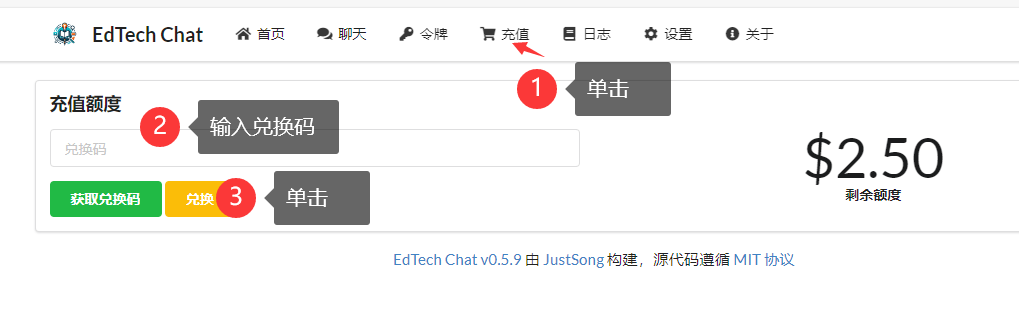 EdTech Chat 首页 聊天 令牌 充值 日志 设置 关于
1 单击
充值额度
2 输入兑换码
兑换码
$2.50
剩余额度
获取兑换码 兑换 3 单击
EdTech Chat v0.5.9 由 JustSong 构建，源代码遵循 MIT 协议